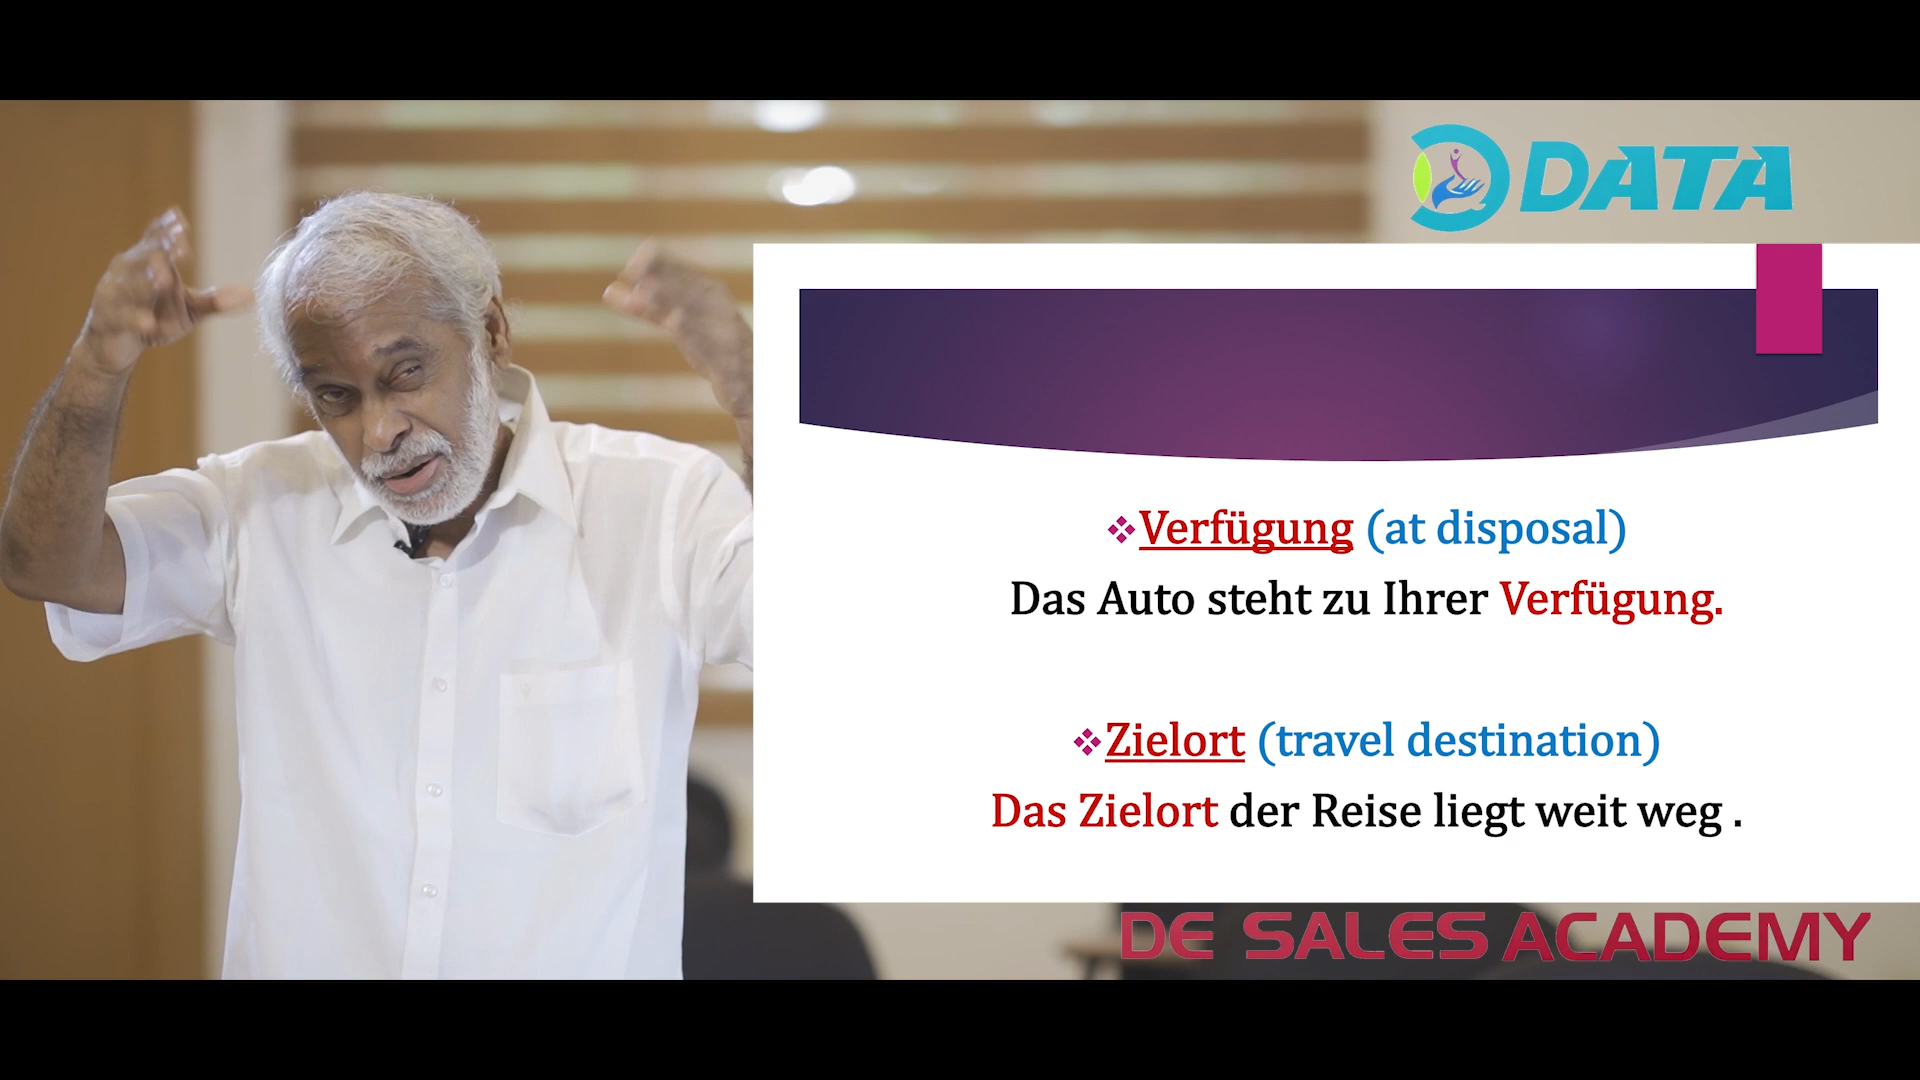 DATA
❖Verfügung (at disposal)
Das Auto steht zu Ihrer Verfügung.
❖Zielort (travel destination)
Das Zielort der Reise liegt weit weg .
DE SALES ACADEMY